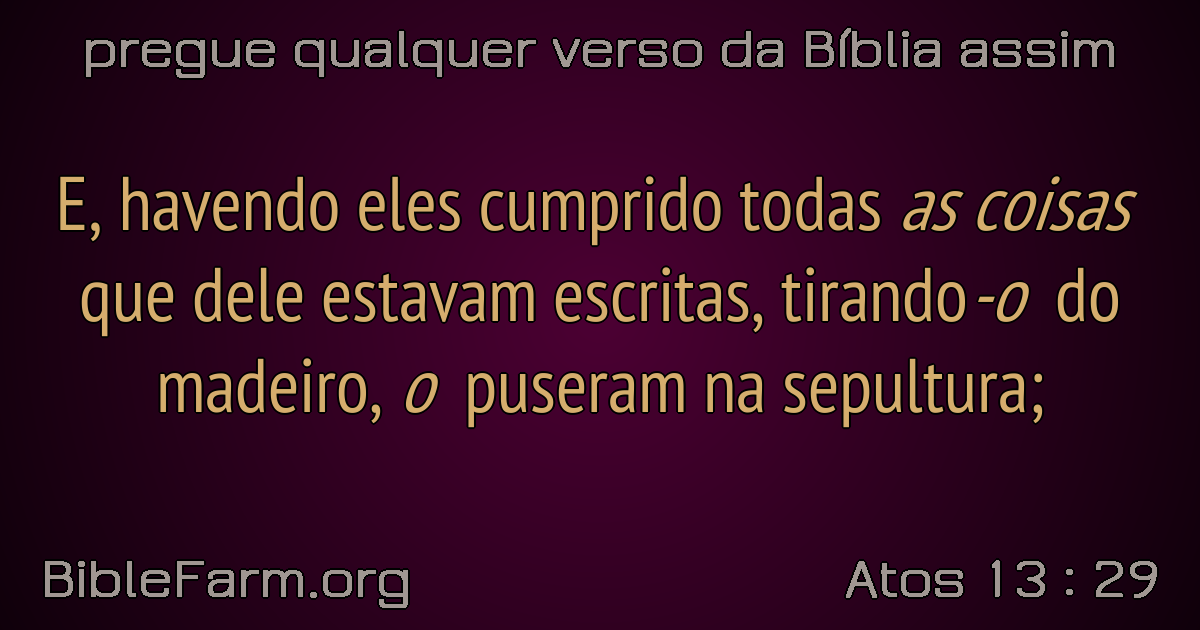 pregue qualquer verso da Bíblia assim
E, havendo eles cumprido todas as coisas
que dele estavam escritas, tirando-o do
madeiro, o puseram na sepultura;
BibleFarm.org
Atos 13 : 29